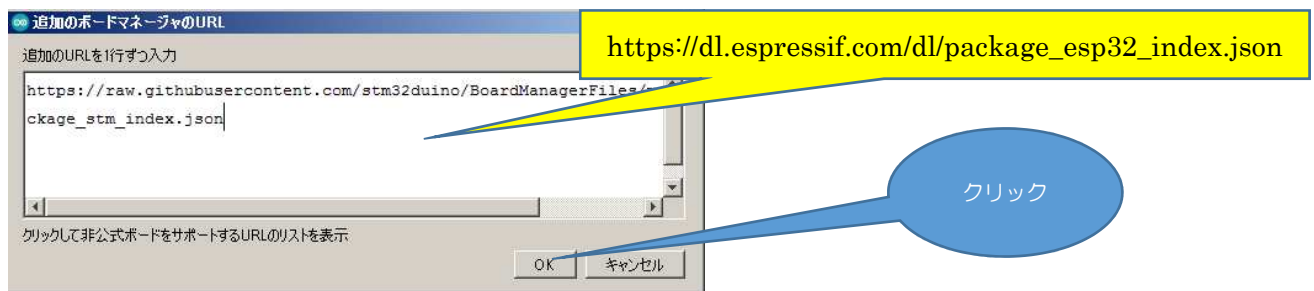 追加のボードマネージャのURL
追加のURLを1行ずつ入力
https://dl.espressif.com/dl/package_esp32_index.json
https://raw.githubusercontent.com/stm32duino/BoardManagerFiles/
ckage_stm_index.json
クリック
クリックして非公式ボードをサポートするURLのリストを表示
OK キャンセル